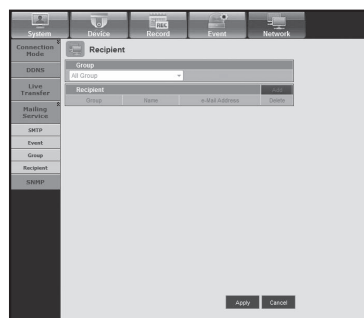 REC
System Device Record Event Network
Connection Mode
DDNS
Live Transfer
Mailing Service
SMTP
Event
Group
Recipient
SNMP
Recipient
Group
All Group
Recipient Add
Group Name e-Mail Address Delete
Apply Cancel